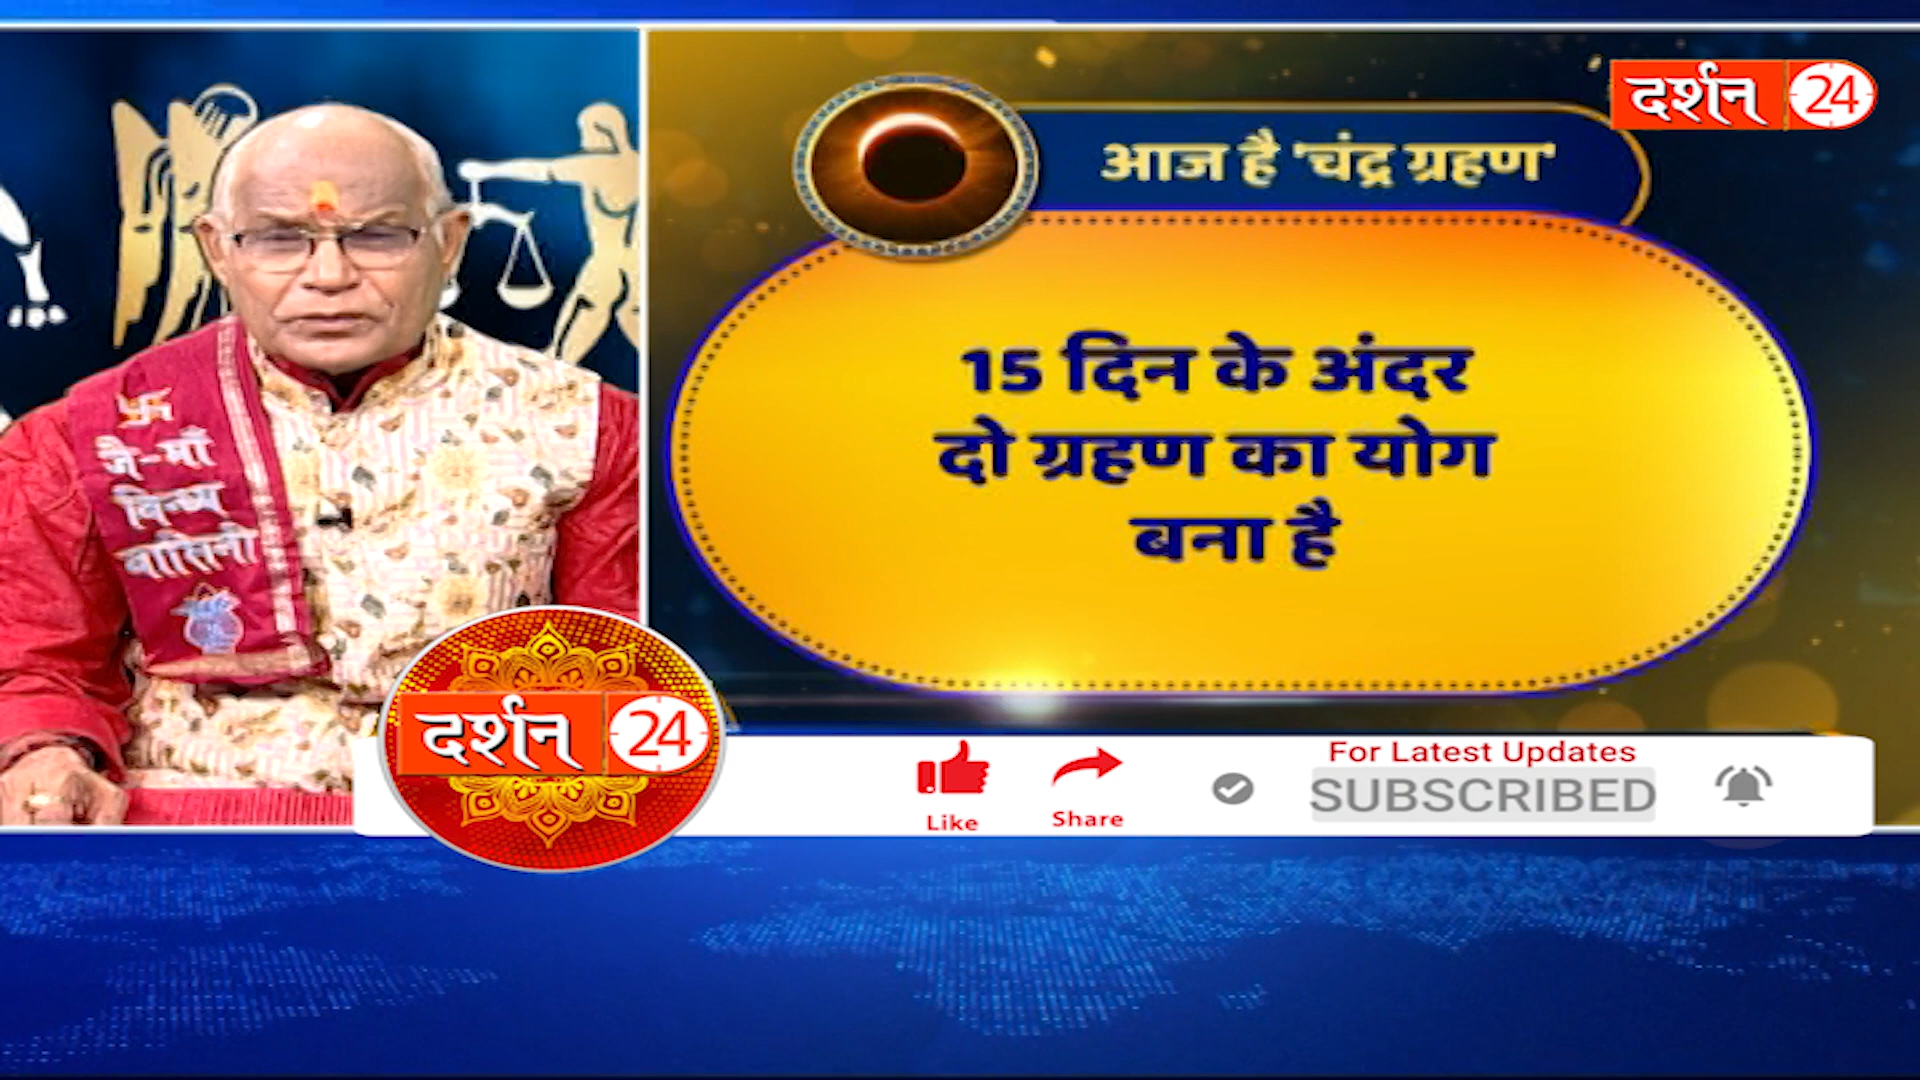 दर्शन 24
आज है 'चंद्र ग्रहण'
15 दिन के अंदर
दो ग्रहण का योग
बना है
जै-माँ
विन्ध्य
वासिनी
दर्शन 24
Like
Share
For Latest Updates
SUBSCRIBED